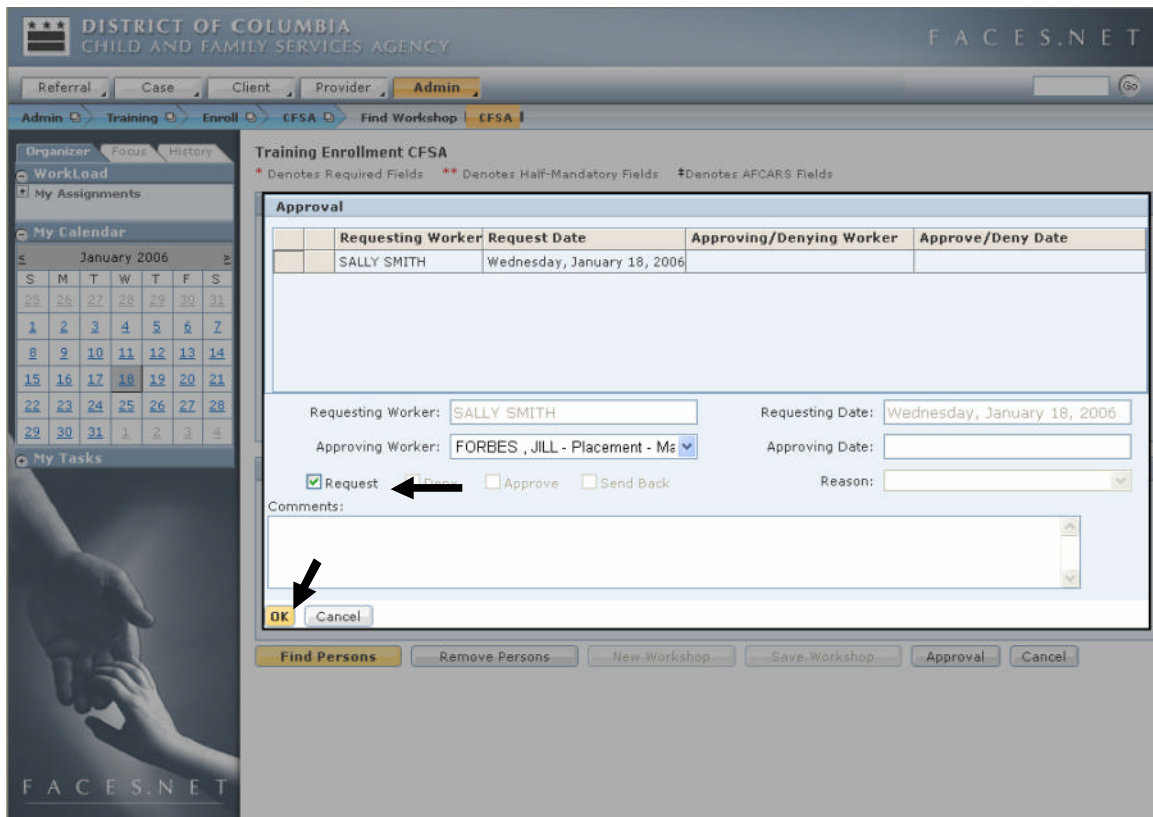 DISTRICT OF COLUMBIA
CHILD AND FAMILY SERVICES AGENCY
FACES.NET
Referral Case Client Provider Admin Go
Admin Training Enroll CFSA Find Workshop CFSA
Organizer Focus History
WorkLoad
My Assignments
My Calendar
≤ January 2006 ≥
S M T W T F S
25 26 27 28 29 30 31
1 2 3 4 5 6 7
8 9 10 11 12 13 14
15 16 17 18 19 20 21
22 23 24 25 26 27 28
29 30 31 1 2 3 4
My Tasks
FACES.NET
Training Enrollment CFSA
* Denotes Required Fields ** Denotes Half-Mandatory Fields ‡Denotes AFCARS Fields
Approval
Requesting Worker Request Date Approving/Denying Worker Approve/Deny Date
SALLY SMITH Wednesday, January 18, 2006
Requesting Worker: SALLY SMITH Requesting Date: Wednesday, January 18, 2006
Approving Worker: FORBES , JILL - Placement - Ma Approving Date:
Request Deny Approve Send Back Reason:
Comments:
OK Cancel
Find Persons Remove Persons New Workshop Save Workshop Approval Cancel